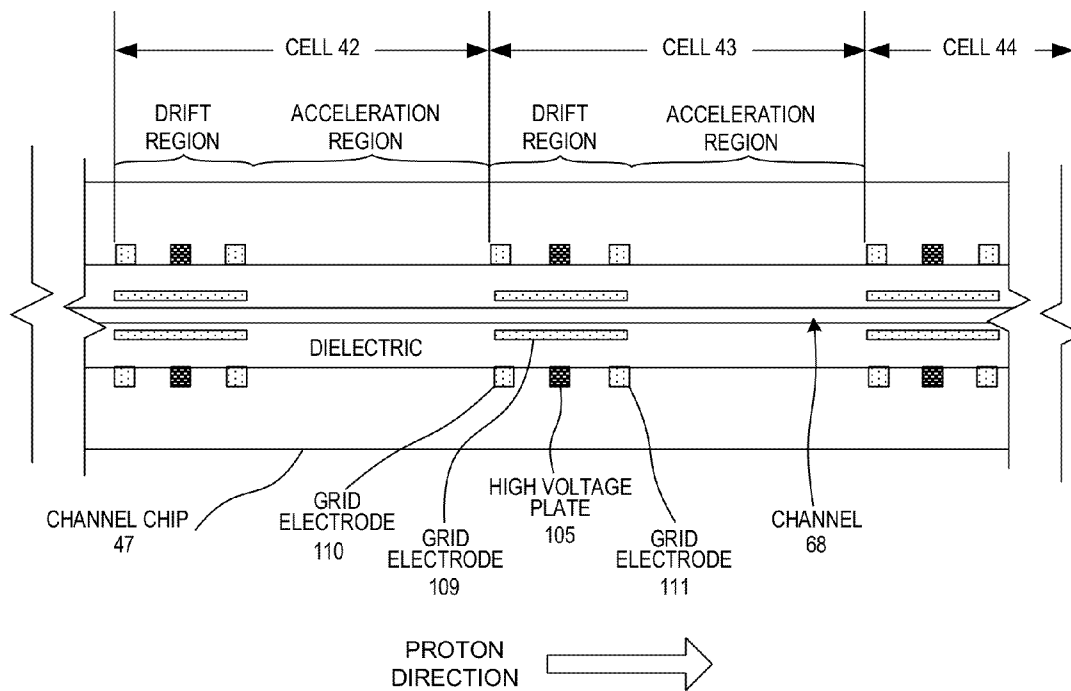 CELL 42
CELL 43
CELL 44
DRIFT
REGION
ACCELERATION
REGION
DRIFT
REGION
ACCELERATION
REGION
DIELECTRIC
CHANNEL CHIP
47
GRID
ELECTRODE
110
GRID
ELECTRODE
109
HIGH VOLTAGE
PLATE
105
GRID
ELECTRODE
111
CHANNEL
68
PROTON
DIRECTION